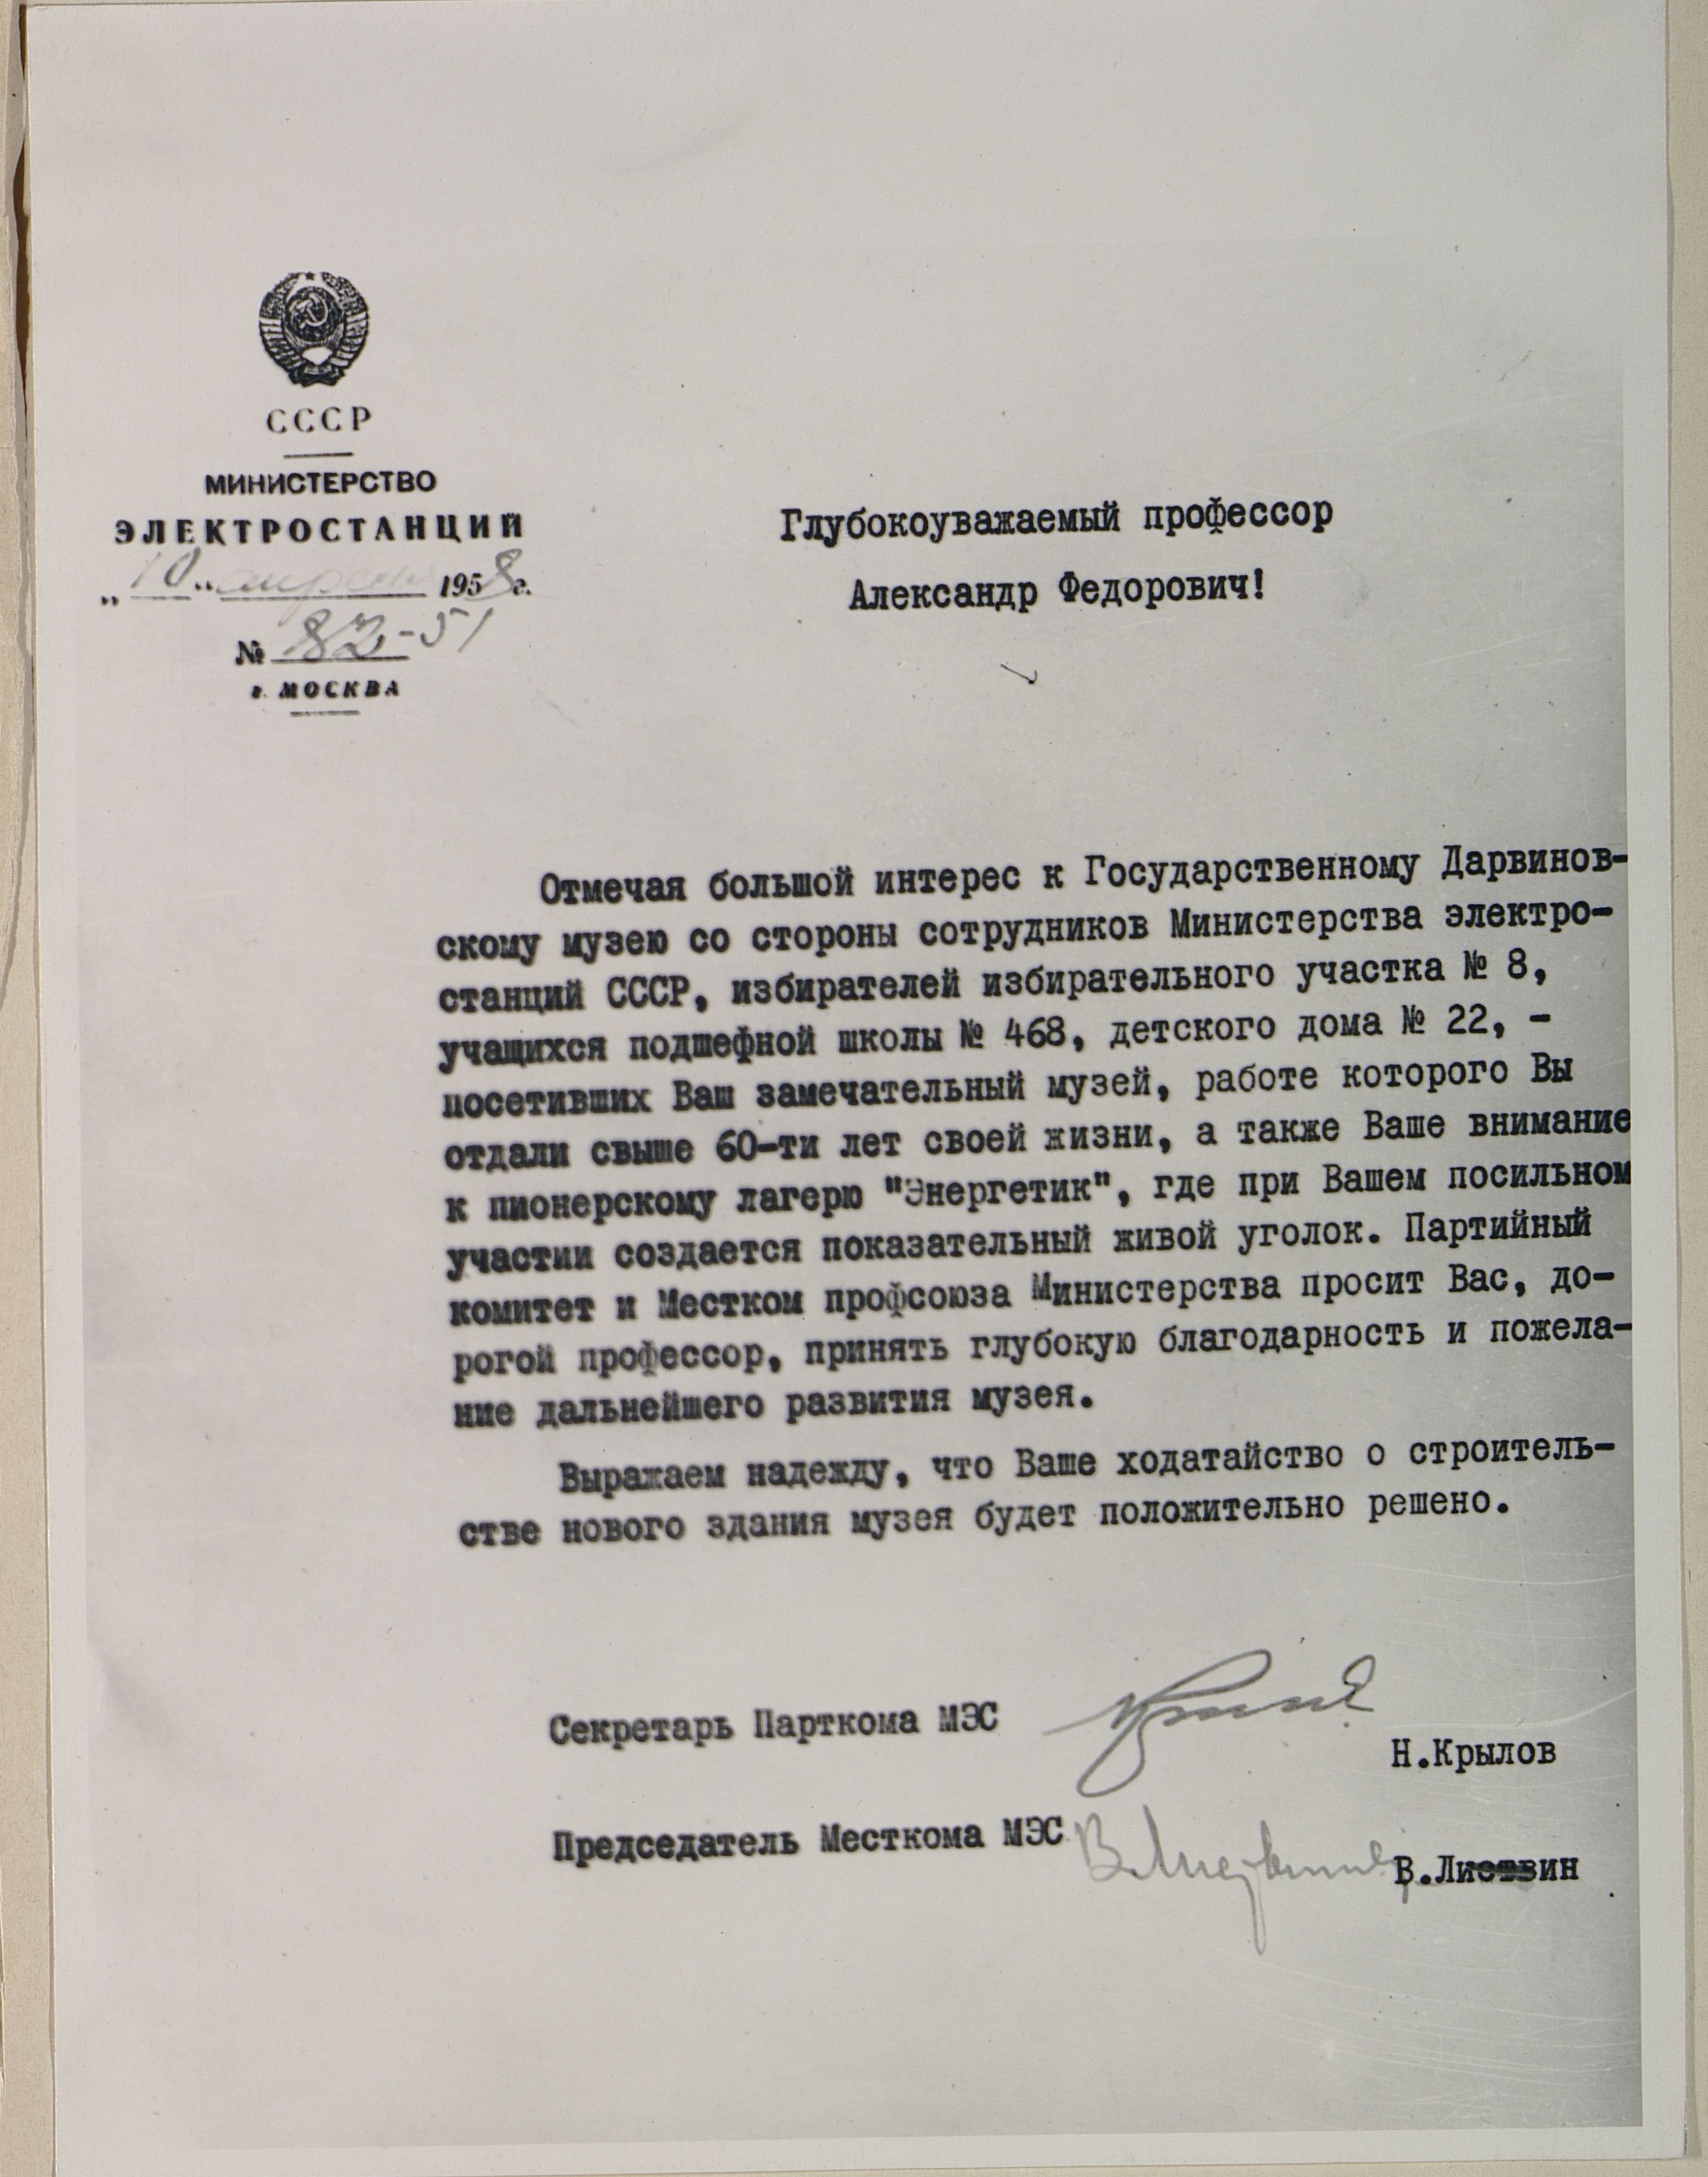 СССР
МИНИСТЕРСТВО
ЭЛЕКТРОСТАНЦИЙ
„10" апреля 1958 г.
№ 82-51
г. МОСКВА
Глубокоуважаемый профессор
Александр Федорович!
Отмечая большой интерес к Государственному Дарвинов-
скому музею со стороны сотрудников Министерства электро-
станций СССР, избирателей избирательного участка № 8,
учащихся подшефной школы № 468, детского дома № 22, -
посетивших Ваш замечательный музей, работе которого Вы
отдали свыше 60-ти лет своей жизни, а также Ваше внимание
к пионерскому лагерю "Энергетик", где при Вашем посильном
участии создается показательный живой уголок. Партийный
комитет и Местком профсоюза Министерства просит Вас, до-
рогой профессор, принять глубокую благодарность и пожела-
ние дальнейшего развития музея.
Выражаем надежду, что Ваше ходатайство о строитель-
стве нового здания музея будет положительно решено.
Секретарь Парткома МЭС
Н.Крылов
Председатель Месткома МЭС
В.Листвин